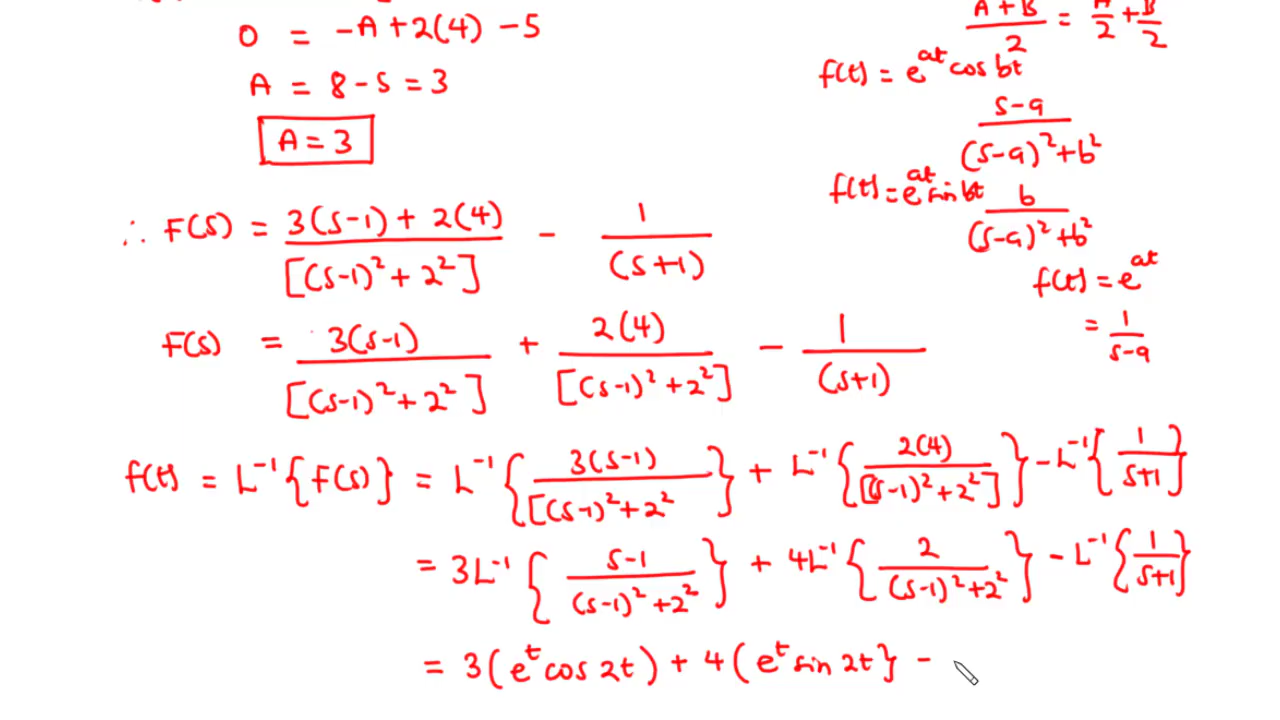 0 = -A + 2(4) - 5
A = 8 - 5 = 3
A = 3
∴ F(s) = 3(s-1) + 2(4) / [(s-1)² + 2²] - 1 / (s+1)
F(s) = 3(s-1) / [(s-1)² + 2²] + 2(4) / [(s-1)² + 2²] - 1 / (s+1)
f(t) = L⁻¹{F(s)} = L⁻¹{3(s-1) / [(s-1)² + 2²} + L⁻¹{2(4) / [(s-1)² + 2²]} - L⁻¹{1 / s+1}
= 3L⁻¹{s-1 / (s-1)² + 2²} + 4L⁻¹{2 / (s-1)² + 2²} - L⁻¹{1 / s+1}
= 3(eᵗ cos 2t) + 4(eᵗ sin 2t} -
A + B / 2 = A/2 + B/2
f(t) = e^at cos bt
s-a / (s-a)² + b²
f(t) = e^at sin bt
b / (s-a)² + b²
f(t) = e^at
= 1 / s-a